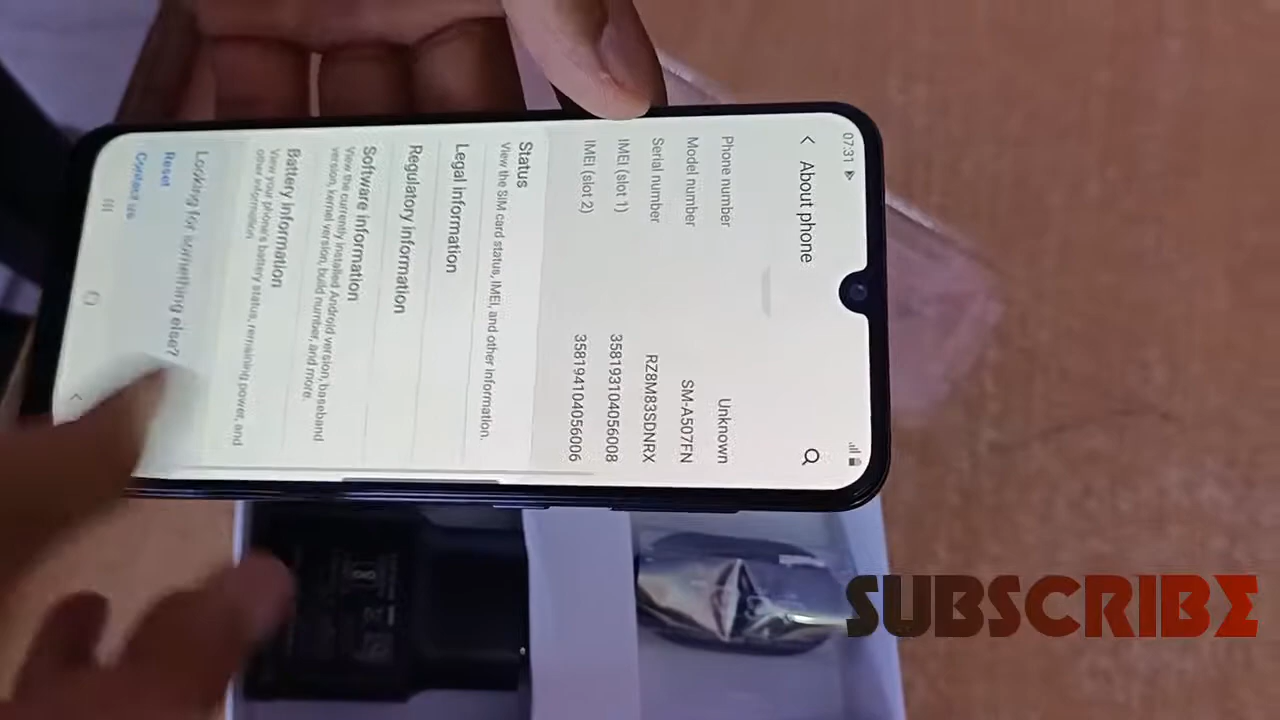 07:31
About phone
Phone number Unknown
Model number SM-A507FN
Serial number RZ8M83SDNRX
IMEI (slot 1) 358193104056008
IMEI (slot 2) 358194104056006
Status
View the SIM card status, IMEI, and other information.
Legal information
Regulatory information
Software information
View the currently installed Android version, baseband
version, kernel version, build number, and more.
Battery information
View your phone's battery status, remaining power, and
other information.
Looking for something else?
Reset
Contact us
SUBSCRIBE